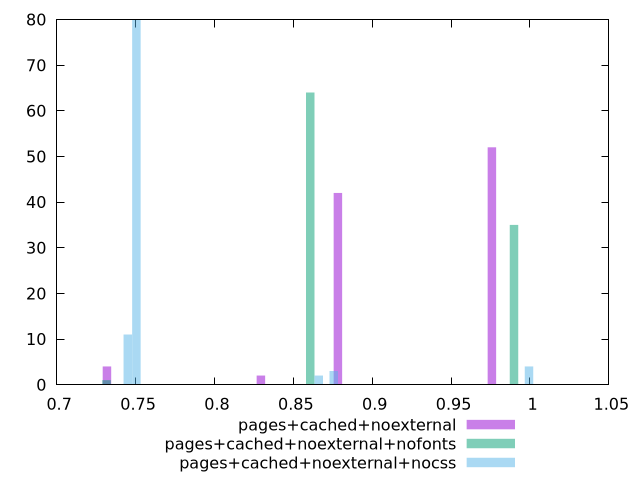 80
70
60
50
40
30
20
10
0
0.7 0.75 0.8 0.85 0.9 0.95 1 1.05
pages+cached+noexternal
pages+cached+noexternal+nofonts
pages+cached+noexternal+nocss